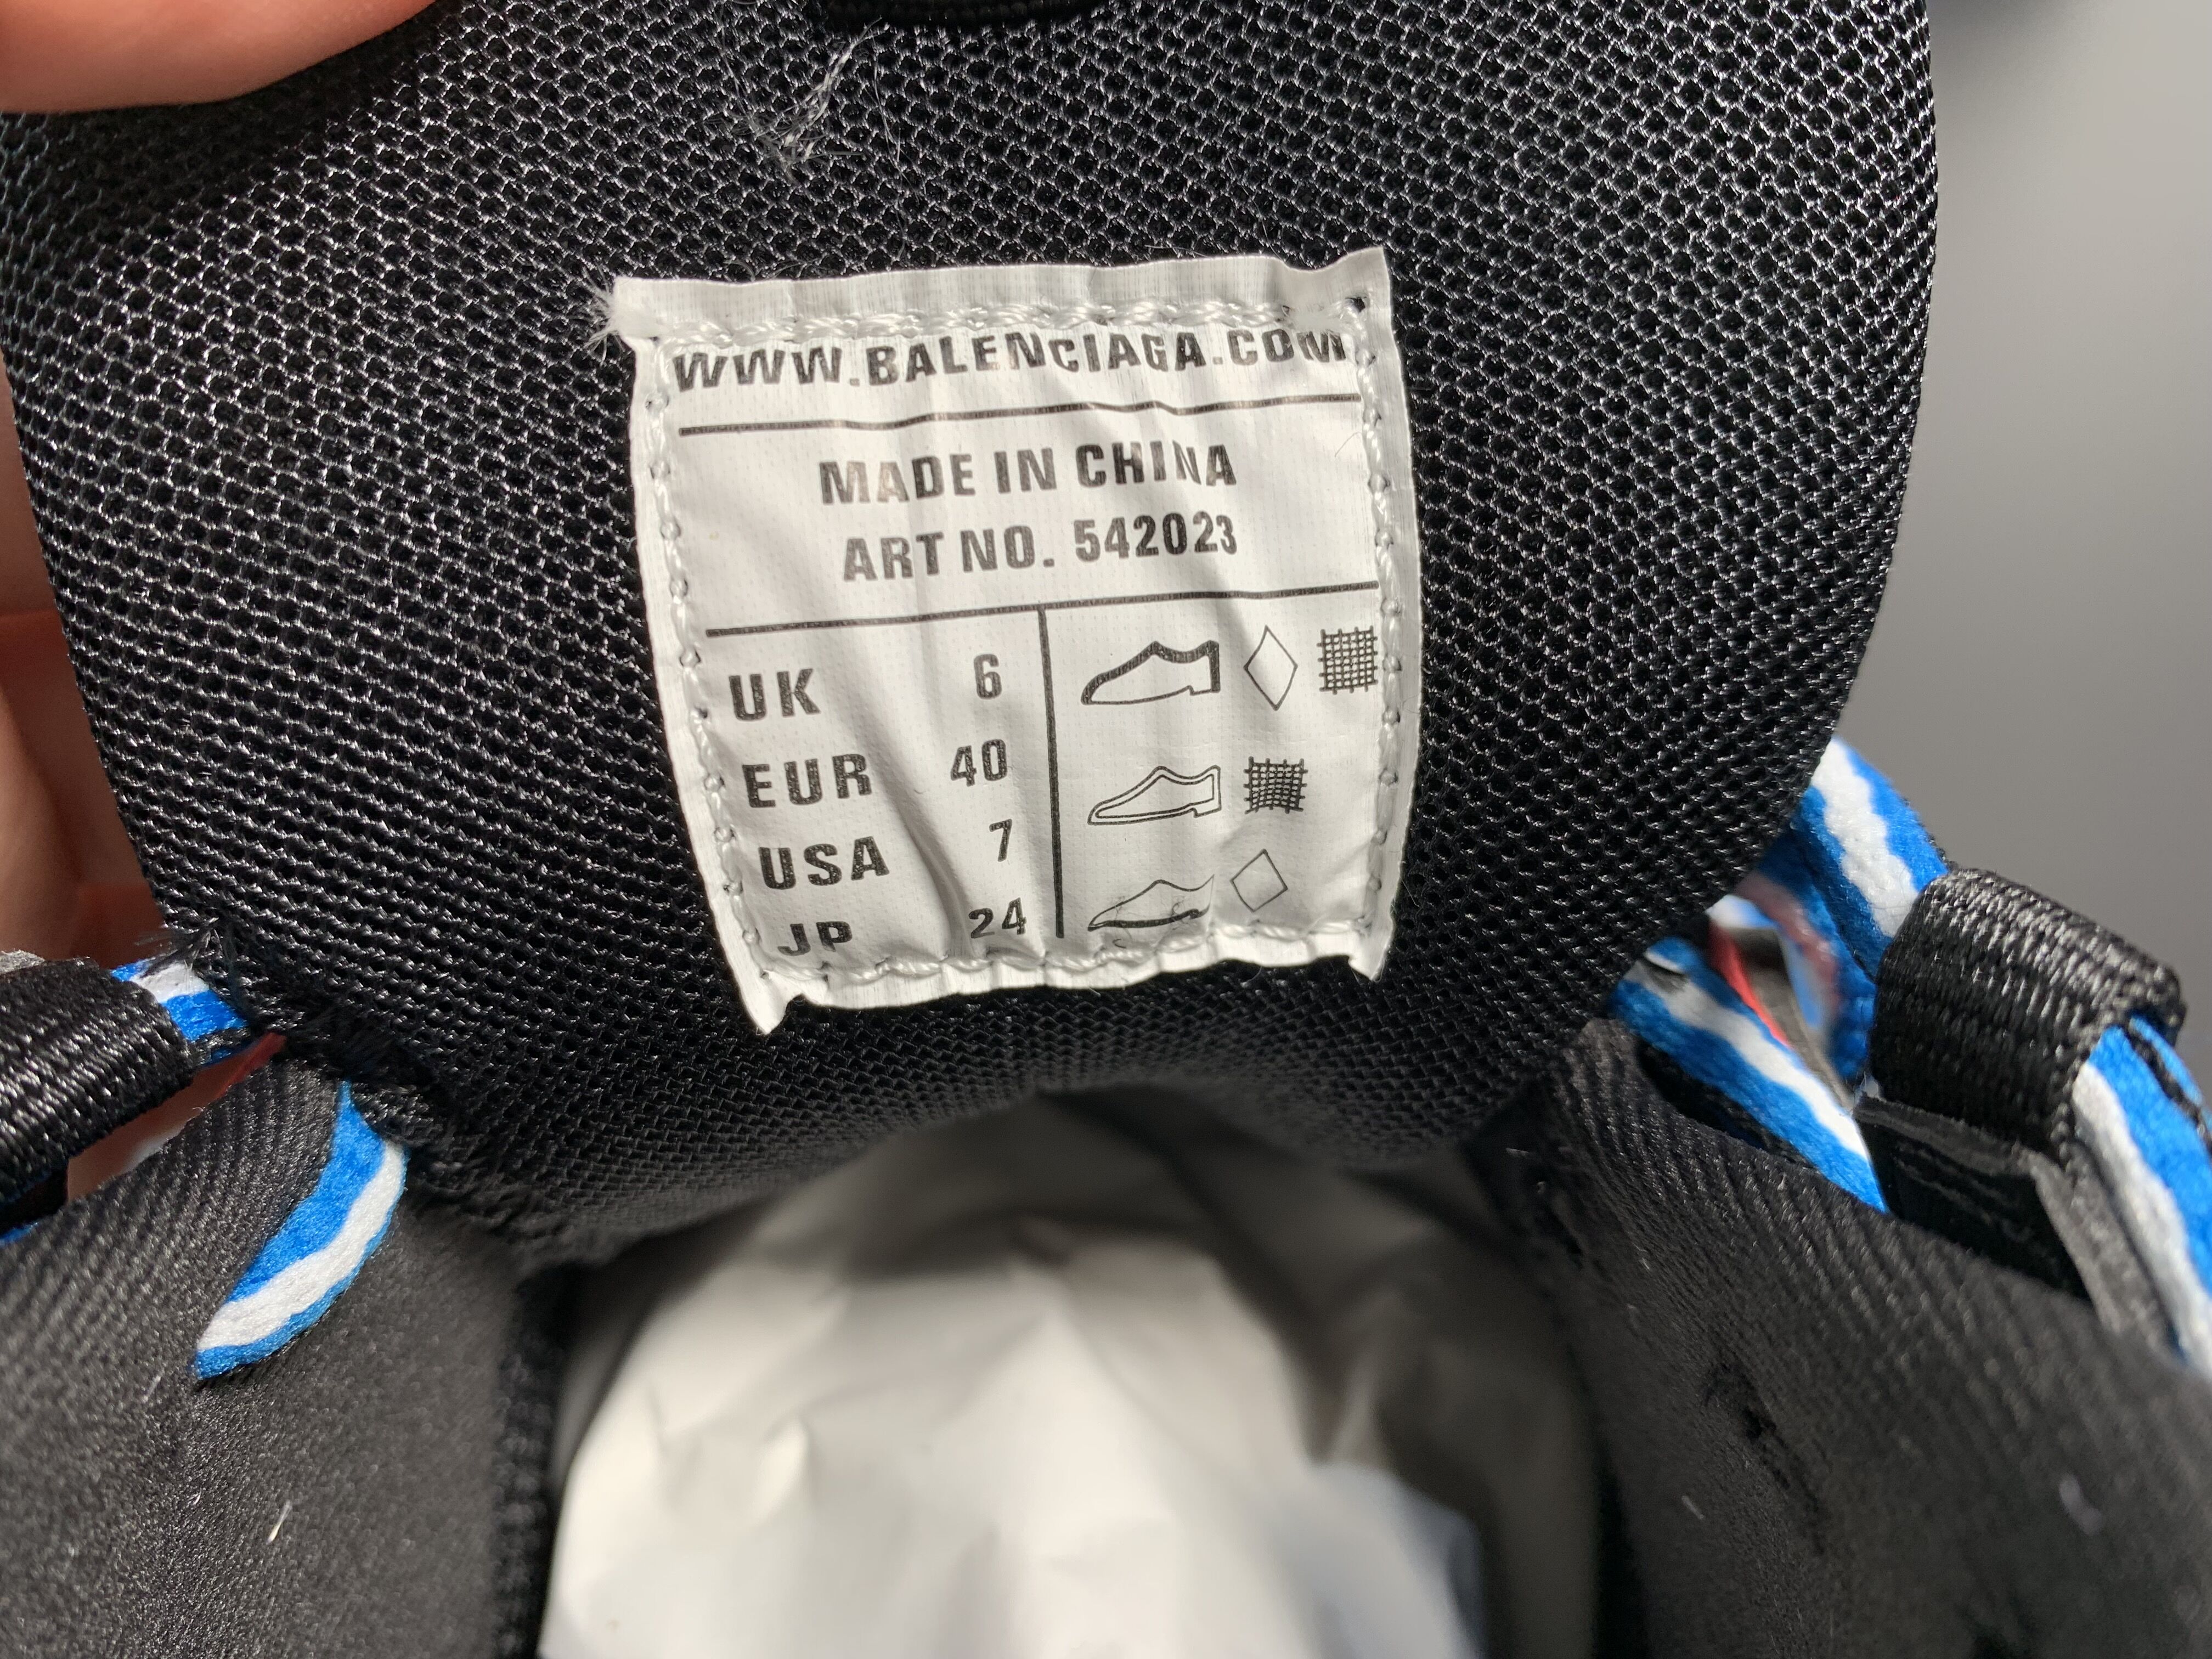 WWW.BALENCIAGA.COM
MADE IN CHINA
ART NO. 542023
UK 6
EUR 40
USA 7
JP 24